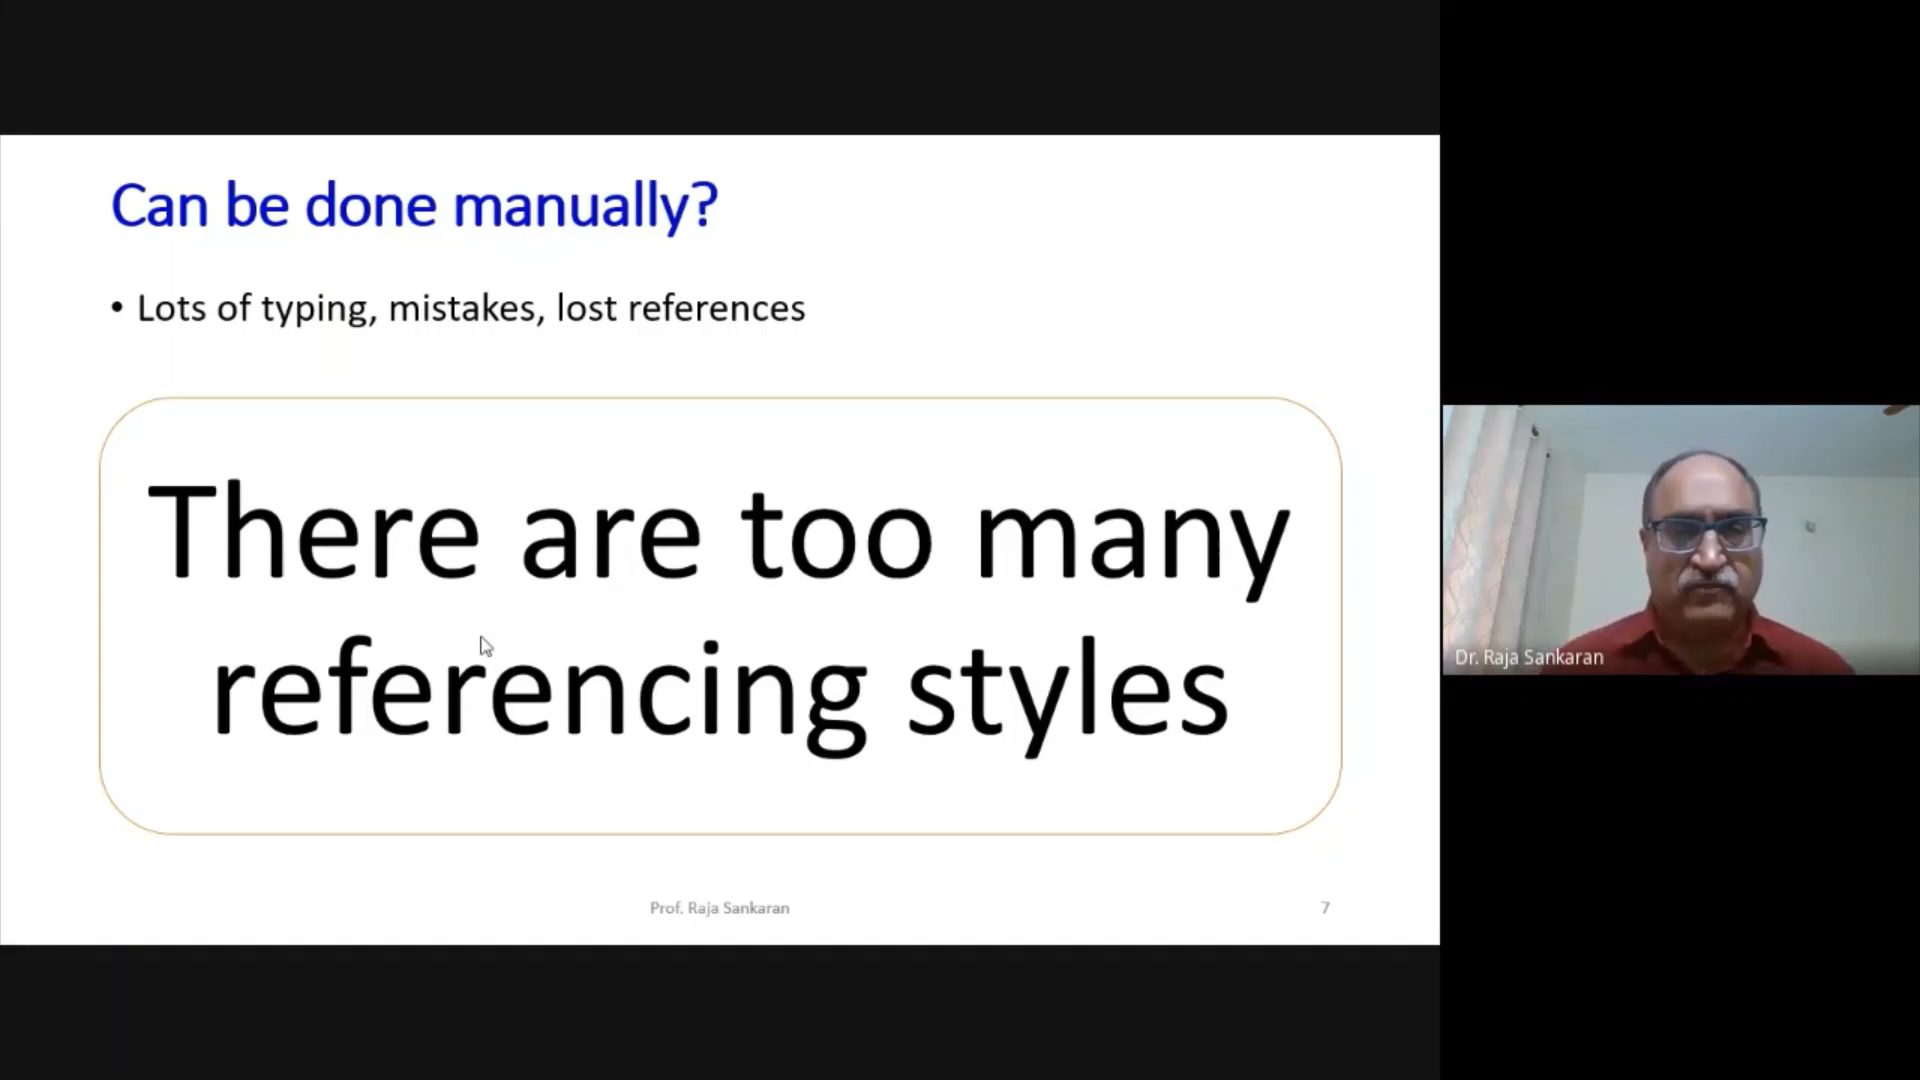 Can be done manually?
• Lots of typing, mistakes, lost references
There are too many
referencing styles
Prof. Raja Sankaran
7
Dr. Raja Sankaran